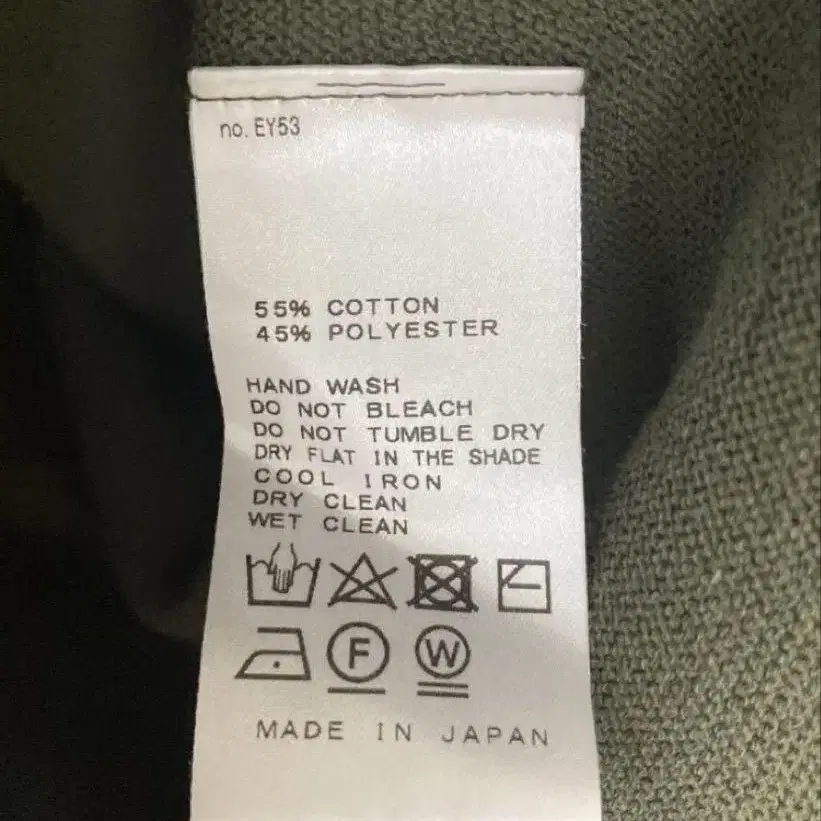 no. EY53
55% COTTON
45% POLYESTER
HAND WASH
DO NOT BLEACH
DO NOT TUMBLE DRY
DRY FLAT IN THE SHADE
COOL IRON
DRY CLEAN
WET CLEAN
F W
MADE IN JAPAN